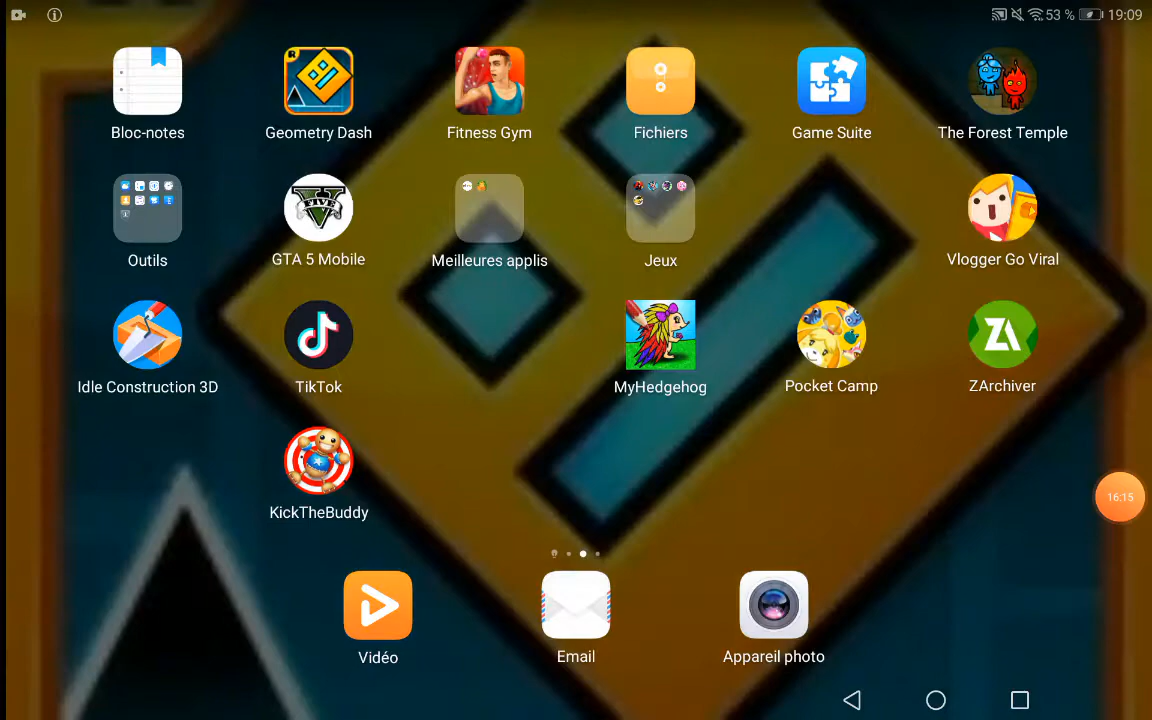 53 % 19:09
Bloc-notes Geometry Dash Fitness Gym Fichiers Game Suite The Forest Temple
Outils GTA 5 Mobile Meilleures applis Jeux Vlogger Go Viral
Idle Construction 3D TikTok MyHedgehog Pocket Camp ZArchiver
KickTheBuddy
16:15
Vidéo Email Appareil photo